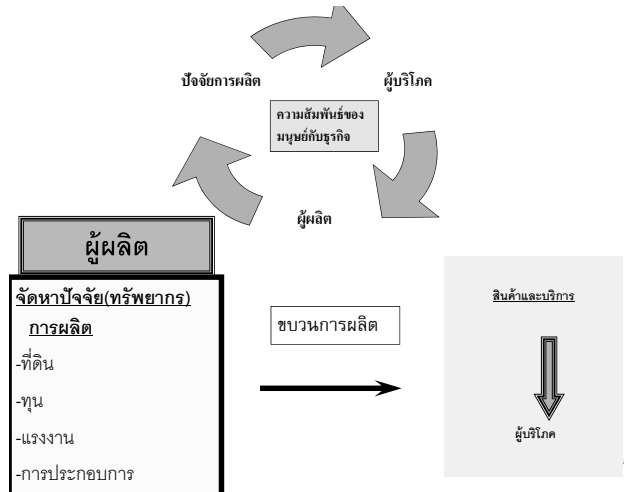 ปัจจัยการผลิต
ผู้บริโภค
ความสัมพันธ์ของ
มนุษย์กับธุรกิจ
ผู้ผลิต
ผู้ผลิต
จัดหาปัจจัย(ทรัพยากร)
การผลิต
-ที่ดิน
-ทุน
-แรงงาน
-การประกอบการ
ขบวนการผลิต
สินค้าและบริการ
ผู้บริโภค